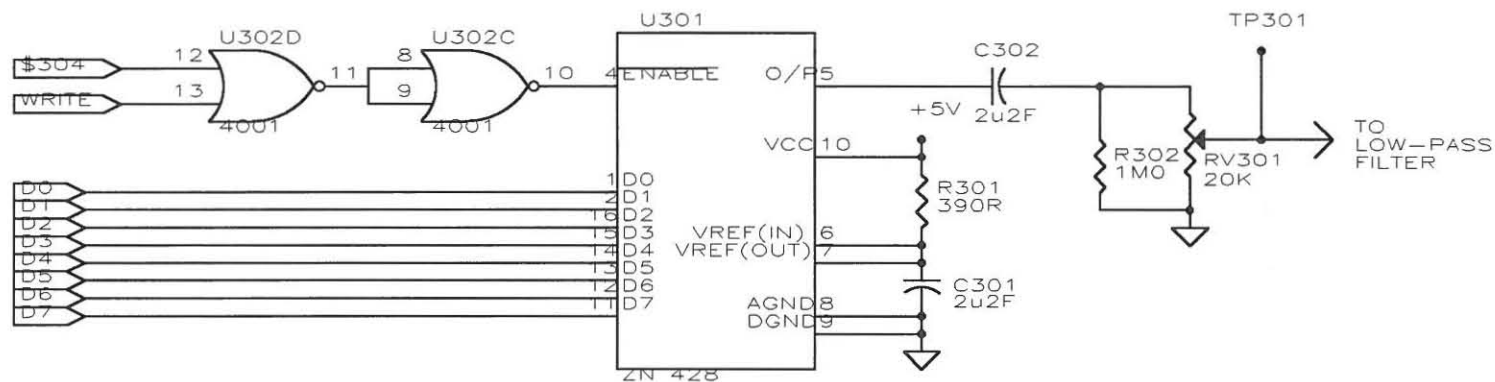 U301
TP301
U302D
U302C
C302
2u2F
$304
WRITE
12
13
11
4001
8
9
10
4001
4
ENABLE
O/P
5
+5V
VCC
10
R302
1M0
RV301
20K
TO
LOW-PASS
FILTER
R301
390R
D0
D1
D2
D3
D4
D5
D6
D7
1
D0
2
D1
16
D2
15
D3
14
D4
13
D5
12
D6
11
D7
VREF(IN)
6
VREF(OUT)
7
C301
2u2F
AGND
8
DGND
9
ZN 428